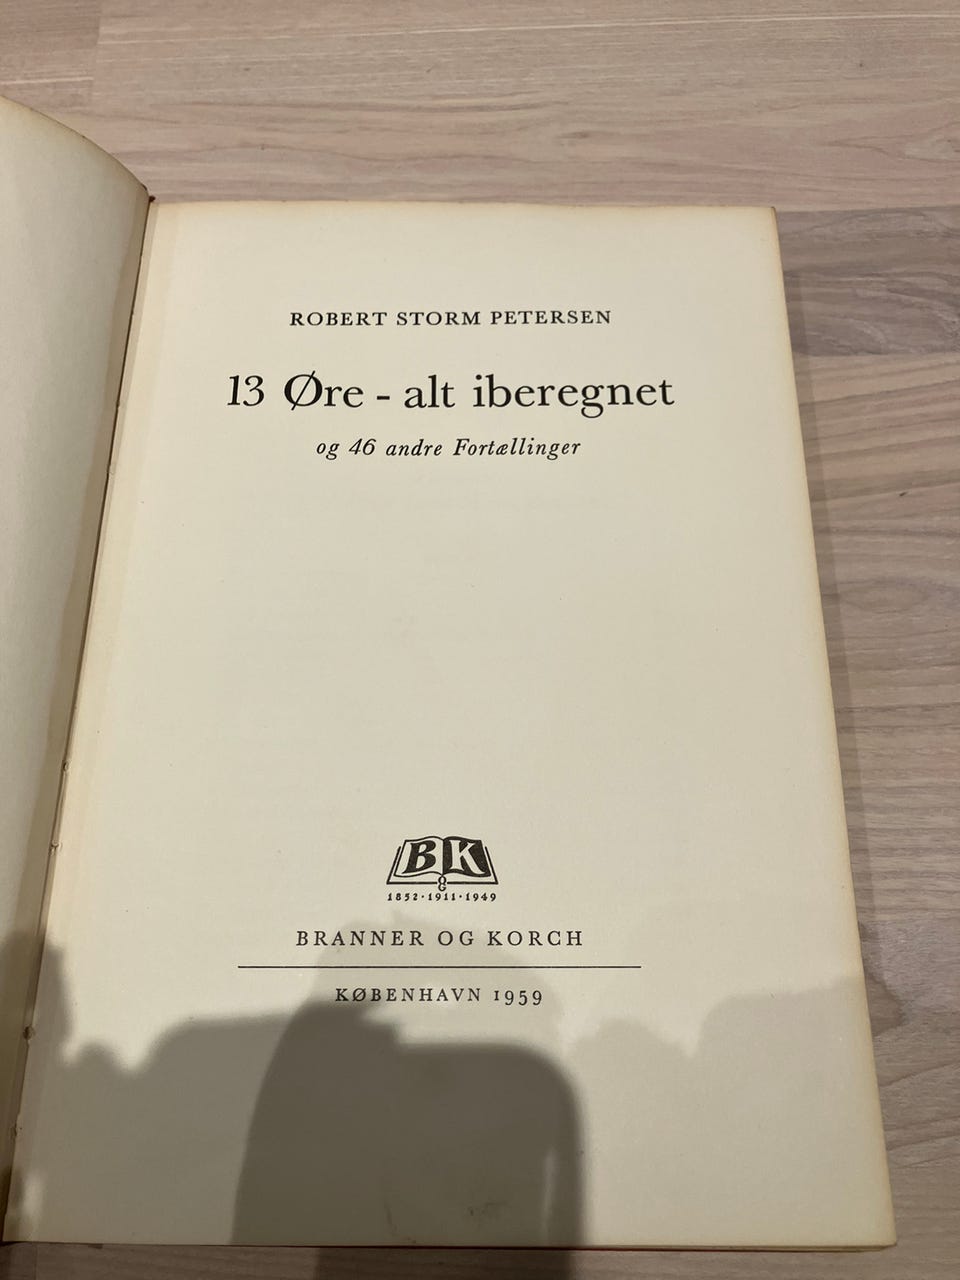 ROBERT STORM PETERSEN
13 Øre - alt iberegnet
og 46 andre Fortællinger
B & K
1852 · 1911 · 1949
BRANNER OG KORCH
KØBENHAVN 1959